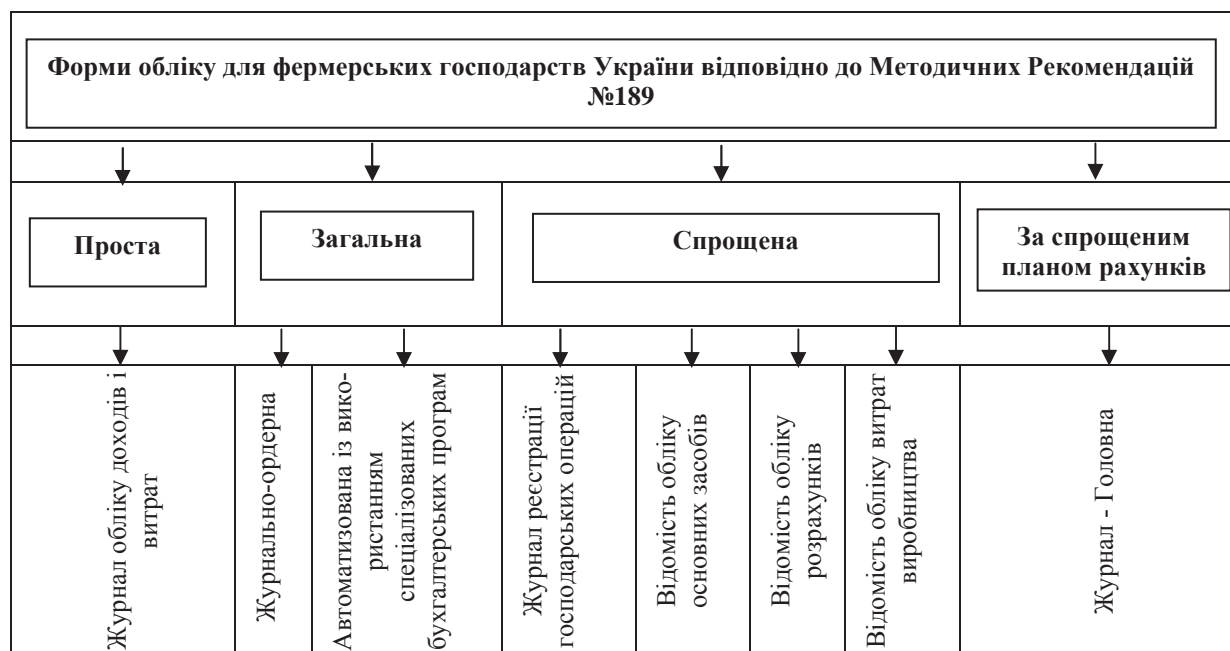 Форми обліку для фермерських господарств України відповідно до Методичних Рекомендацій
№189
Проста
Загальна
Спрощена
За спрощеним
планом рахунків
Журнал обліку доходів і
витрат
Журнально-ордерна
Автоматизована із вико-
ристанням
спеціалізованих
бухгалтерських програм
Журнал реєстрації
господарських операцій
Відомість обліку
основних засобів
Відомість обліку
розрахунків
Відомість обліку витрат
виробництва
Журнал - Головна